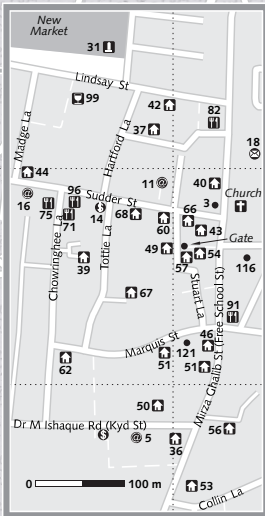 New
Market
31
Lindsay St
99
42
82
37
18
Madge La
Hartford La
44
11
40
Church
16
96
Sudder St
3
75
71
14
68
60
66
43
Gate
49
57
54
116
39
Chowringhee La
Tottie La
67
Stuart La
91
Marquis St
46
121
62
51
51
Mirza Ghalib St (Free School St)
50
Dr M Ishaque Rd (Kyd St)
5
36
56
53
0 100 m
Collin La